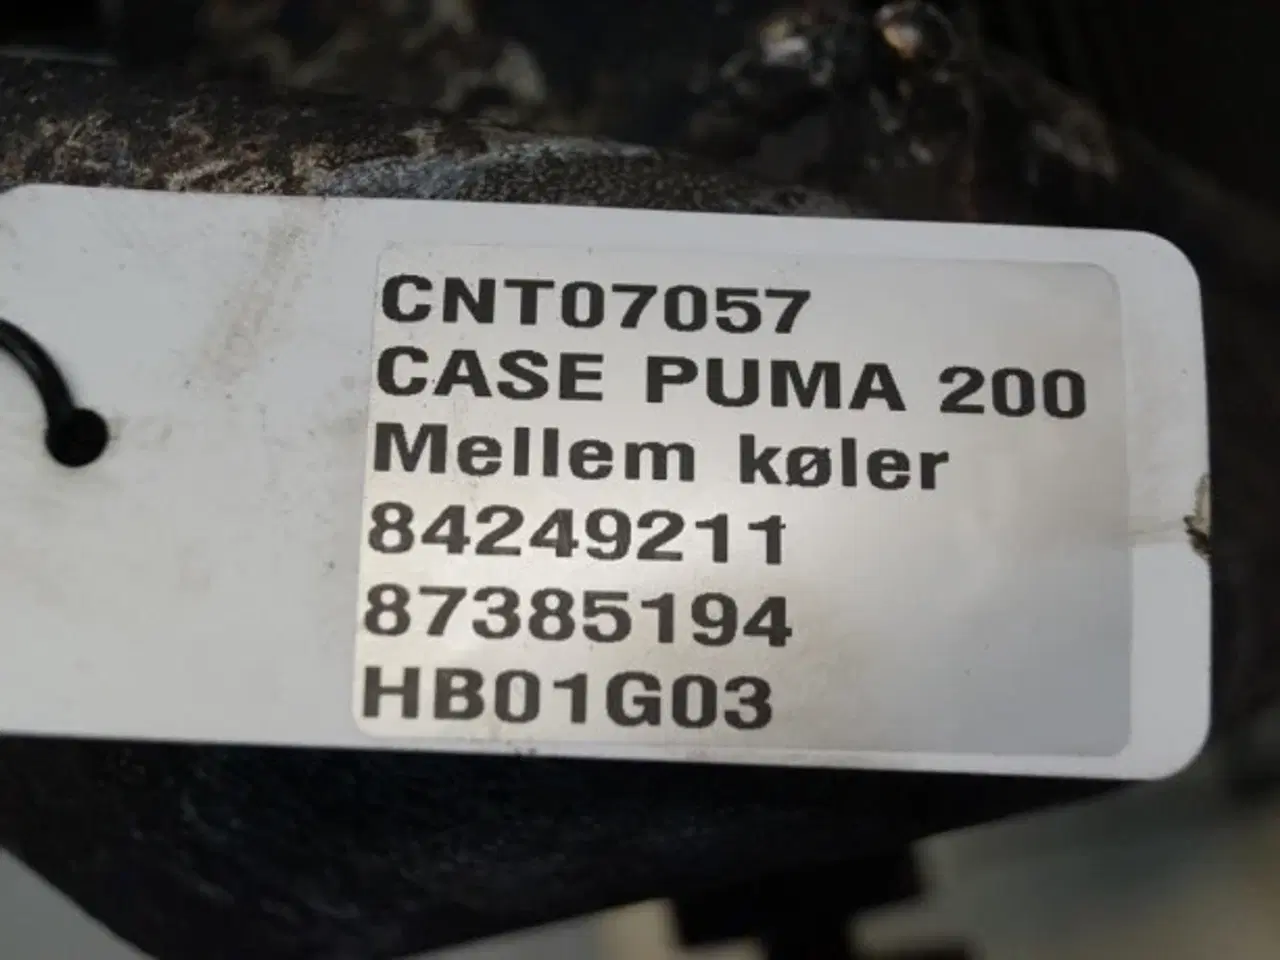 CNT07057
CASE PUMA 200
Mellem køler
84249211
87385194
HB01G03